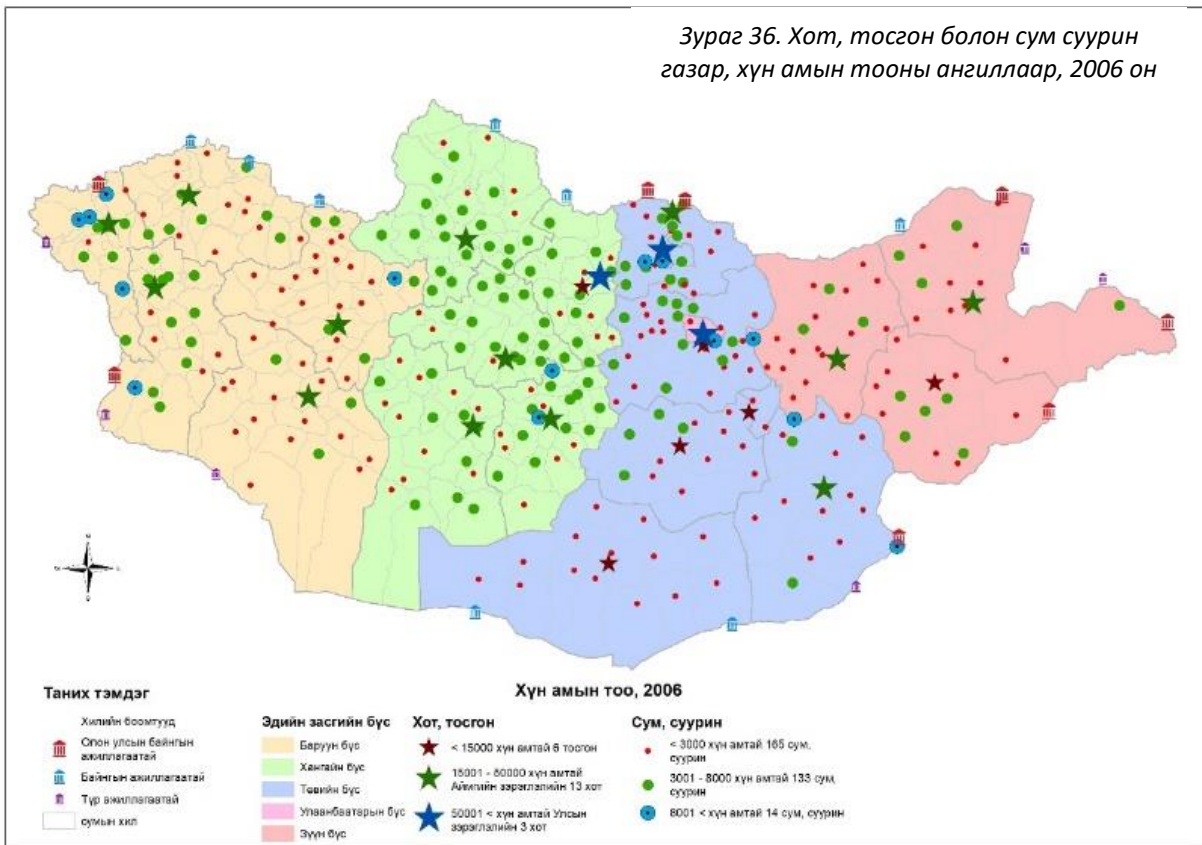 Зураг 36. Хот, тосгон болон сум суурин
газар, хүн амын тооны ангиллаар, 2006 он
Таних тэмдэг
Хилийн боомтууд
Олон улсын байнгын
ажиллагаатай
Байнгын ажиллагаатай
Түр ажиллагаатай
сумын хил
Хүн амын тоо, 2006
Эдийн засгийн бүс
Баруун бүс
Хангайн бүс
Төвийн бүс
Улаанбаатарын бүс
Зүүн бүс
Хот, тосгон
< 15000 хүн амтай 6 тосгон
15001 - 50000 хүн амтай
Аймгийн зэрэглэлийн 13 хот
50001 < хүн амтай Улсын
зэрэглэлийн 3 хот
Сум, суурин
< 3000 хүн амтай 165 сум,
суурин
3001 - 8000 хүн амтай 133 сум,
суурин
8001 < хүн амтай 14 сум, суурин